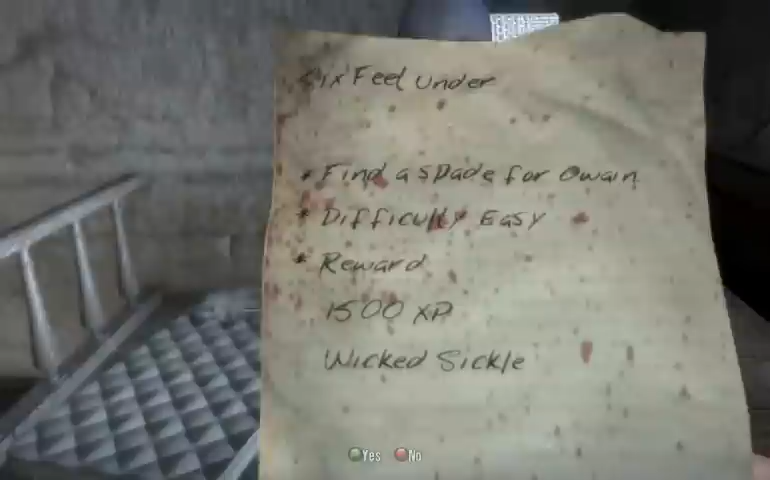 Six Feet Under
* Find a spade for Owain
* Difficulty Easy
* Reward
1500 XP
Wicked Sickle
Yes No